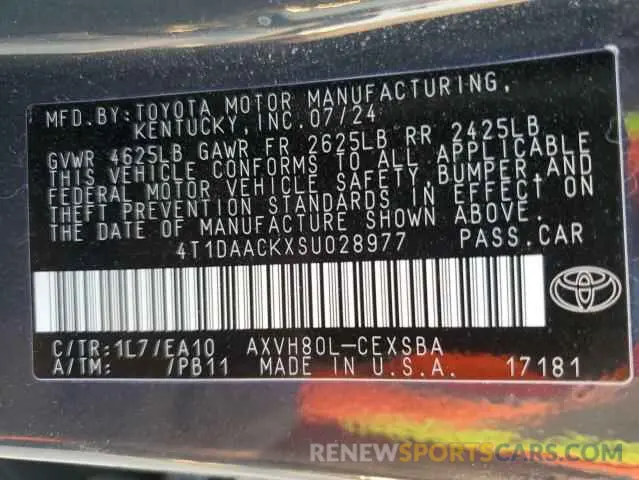 MFD.BY:TOYOTA MOTOR MANUFACTURING,
KENTUCKY,INC.07/24
GVWR 4625LB GAWR FR 2625LB RR 2425LB
THIS VEHICLE CONFORMS TO ALL APPLICABLE
FEDERAL MOTOR VEHICLE SAFETY,BUMPER,AND
THEFT PREVENTION STANDARDS IN EFFECT ON
THE DATE OF MANUFACTURE SHOWN ABOVE.
4T1DAACKXSU028977 PASS.CAR
C/TR:1L7/EA10 AXVH80L-CEXSBA
A/TM: /PB11 MADE IN U.S.A. 17181
RENEWSPORTSCARS.COM